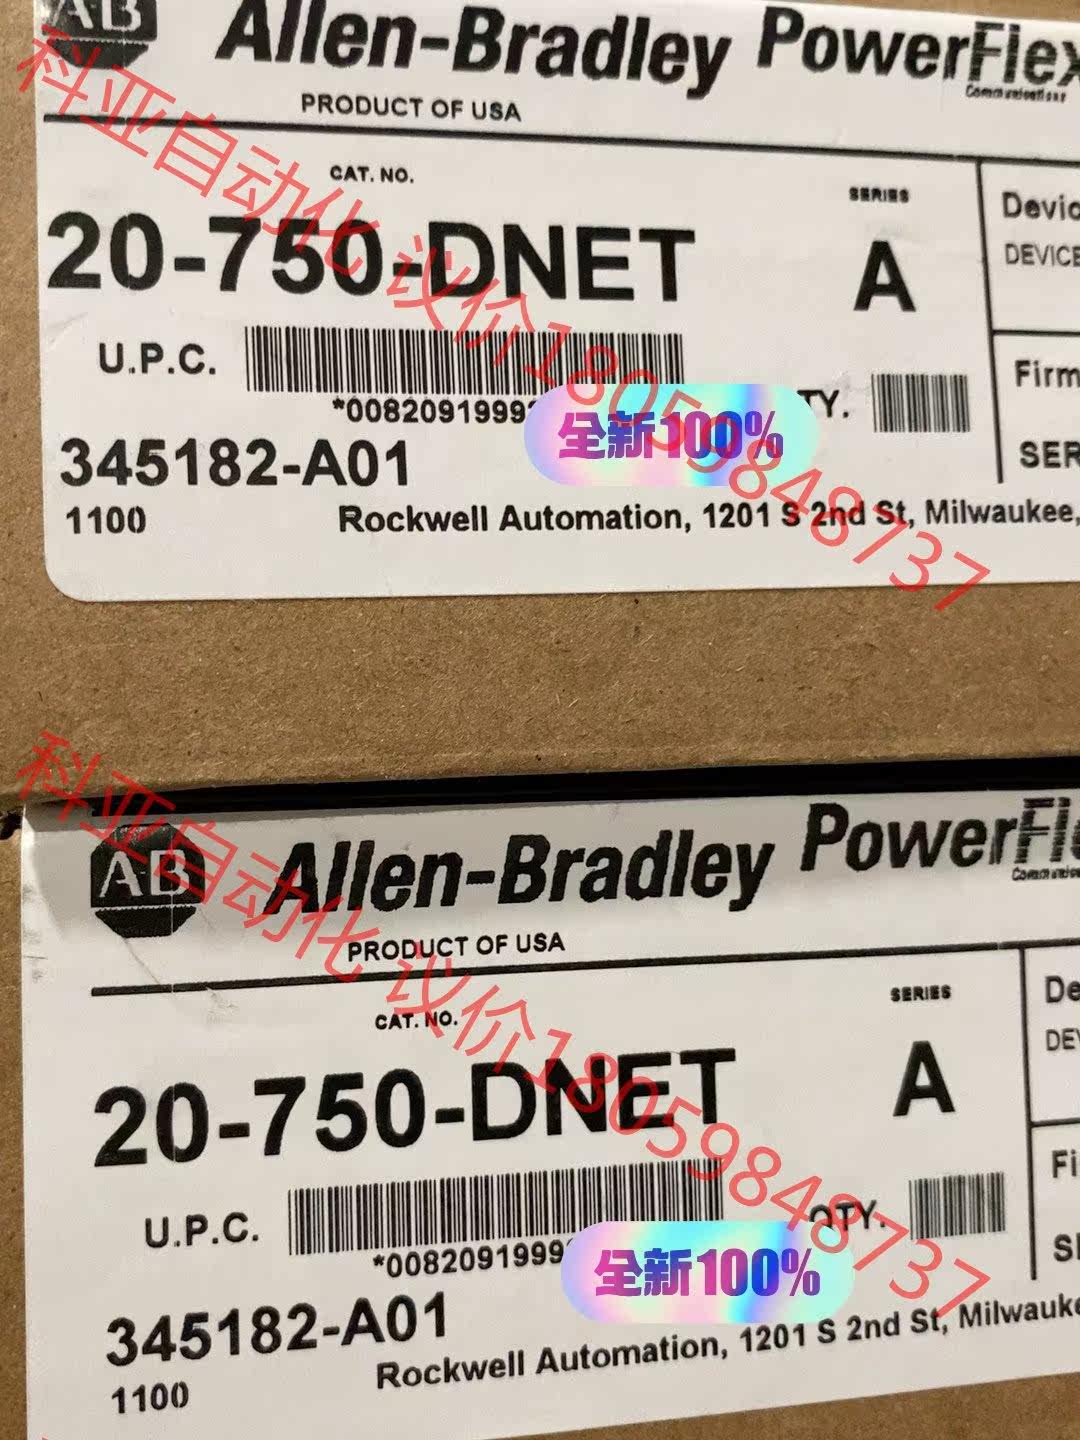 AB Allen-Bradley PowerFlex
Communications
PRODUCT OF USA
CAT. NO.
SERIES
20-750-DNET
A
DEVICE
U.P.C.
TY.
*0082091999
全新100%
345182-A01
SER
1100
Rockwell Automation, 1201 S 2nd St, Milwaukee,
科亚自动化 议价18059848737
AB Allen-Bradley PowerFle
PRODUCT OF USA
CAT. NO.
SERIES
20-750-DNET
A
U.P.C.
QTY.
*0082091999
全新100%
345182-A01
1100
Rockwell Automation, 1201 S 2nd St, Milwauke
科亚自动化 议价18059848737